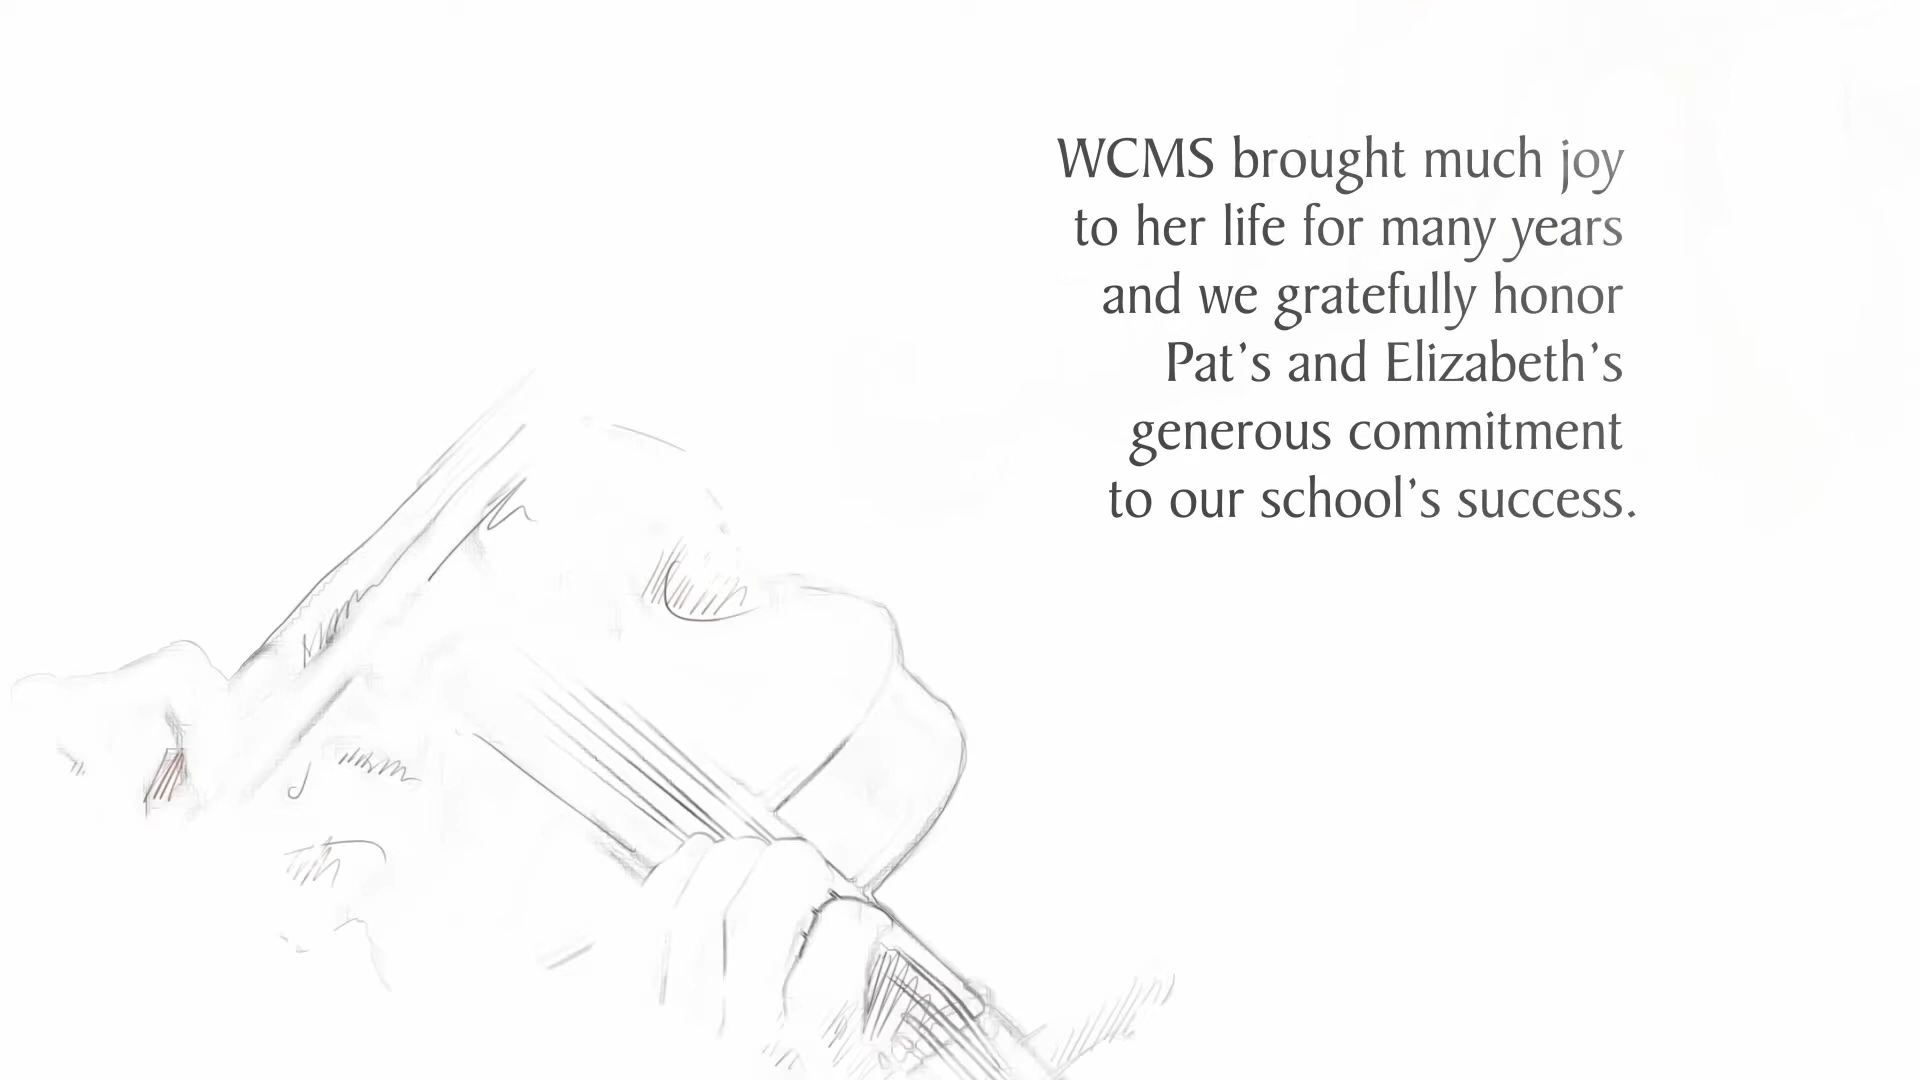 WCMS brought much joy
to her life for many years
and we gratefully honor
Pat’s and Elizabeth’s
generous commitment
to our school’s success.